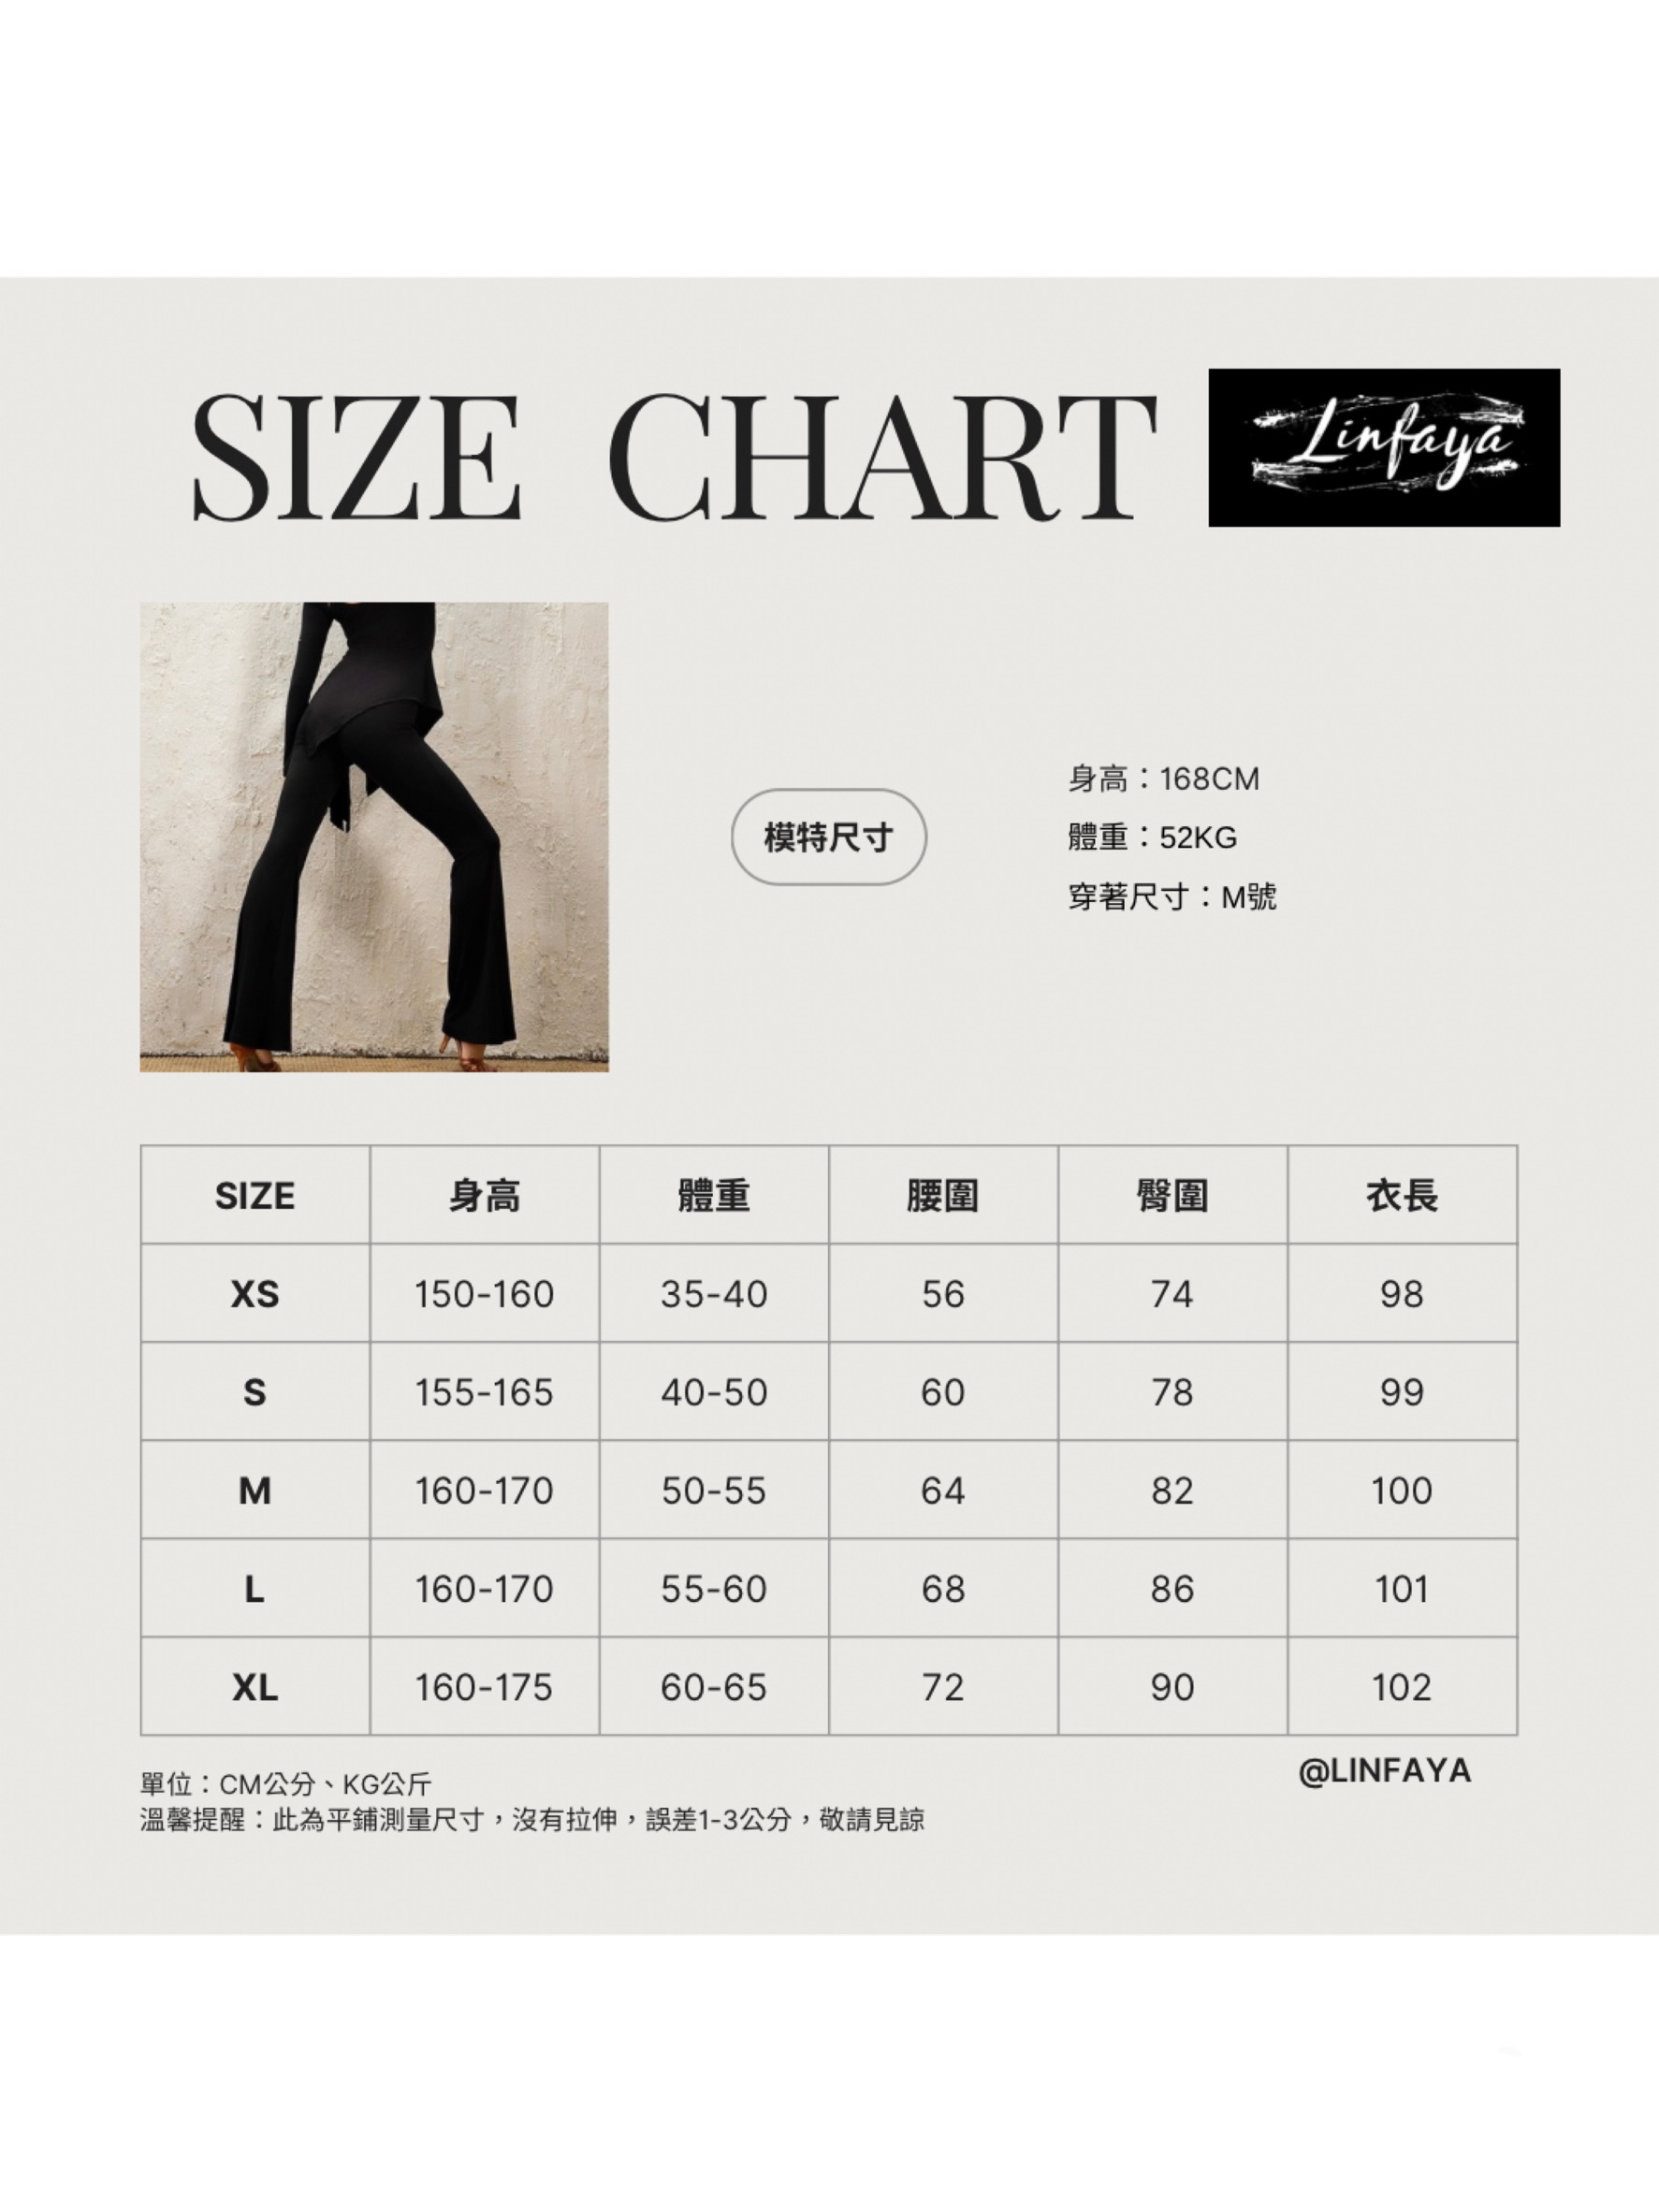 SIZE CHART
Linfaya
模特尺寸
身高：168CM
體重：52KG
穿著尺寸：M號
SIZE 身高 體重 腰圍 臀圍 衣長
XS 150-160 35-40 56 74 98
S 155-165 40-50 60 78 99
M 160-170 50-55 64 82 100
L 160-170 55-60 68 86 101
XL 160-175 60-65 72 90 102
@LINFAYA
單位：CM公分、KG公斤
溫馨提醒：此為平鋪測量尺寸，沒有拉伸，誤差1-3公分，敬請見諒